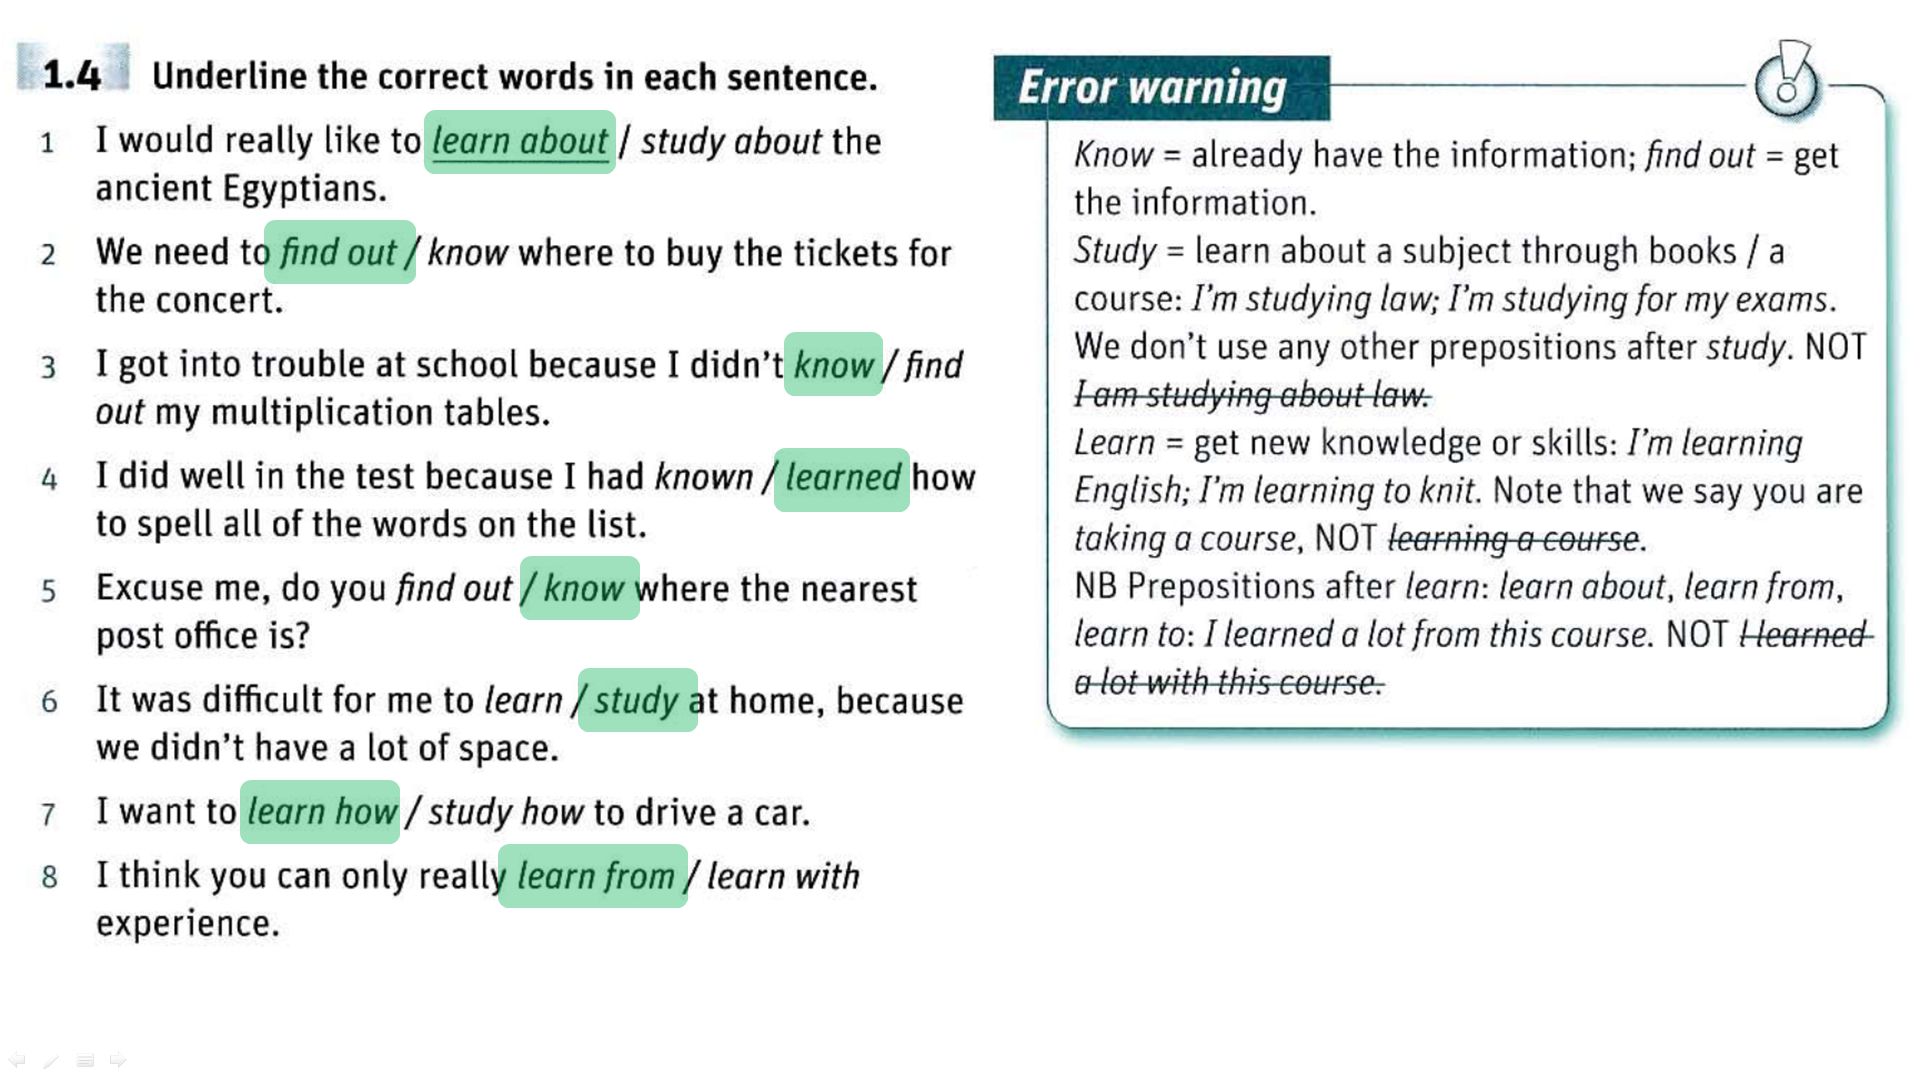 1.4 Underline the correct words in each sentence.
1 I would really like to learn about / study about the
ancient Egyptians.
2 We need to find out / know where to buy the tickets for
the concert.
3 I got into trouble at school because I didn't know / find
out my multiplication tables.
4 I did well in the test because I had known / learned how
to spell all of the words on the list.
5 Excuse me, do you find out / know where the nearest
post office is?
6 It was difficult for me to learn / study at home, because
we didn't have a lot of space.
7 I want to learn how / study how to drive a car.
8 I think you can only really learn from / learn with
experience.
Error warning
Know = already have the information; find out = get
the information.
Study = learn about a subject through books / a
course: I'm studying law; I'm studying for my exams.
We don't use any other prepositions after study. NOT
I am studying about law.
Learn = get new knowledge or skills: I'm learning
English; I'm learning to knit. Note that we say you are
taking a course, NOT learning a course.
NB Prepositions after learn: learn about, learn from,
learn to: I learned a lot from this course. NOT I learned
a lot with this course.